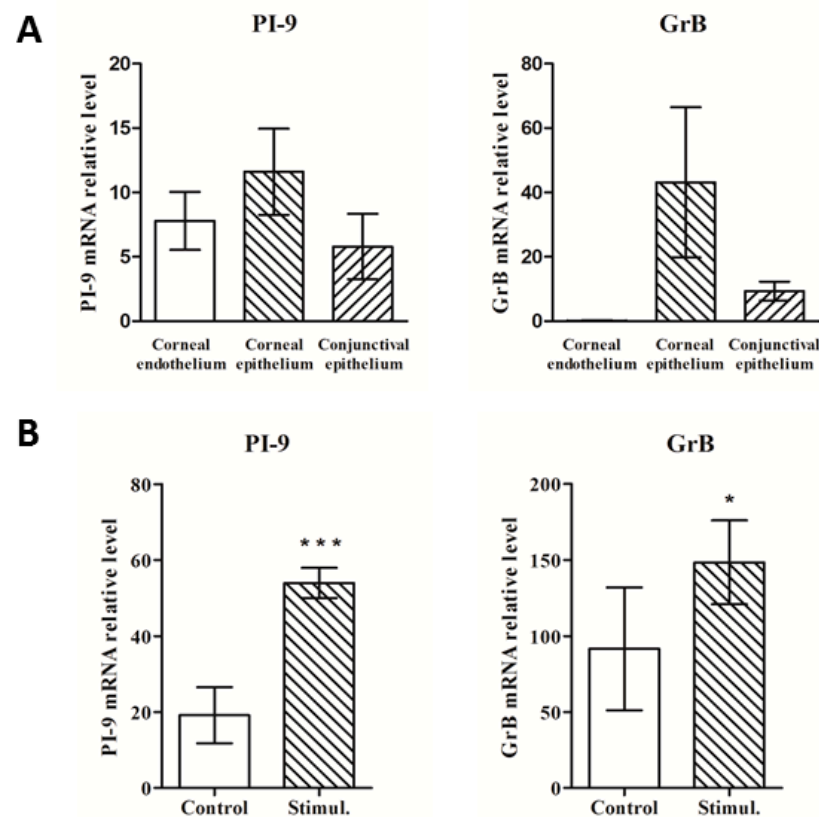 A
PI-9
PI-9 mRNA relative level
20
15
10
5
0
Corneal endothelium
Corneal epithelium
Conjunctival epithelium
GrB
GrB mRNA relative level
80
60
40
20
0
Corneal endothelium
Corneal epithelium
Conjunctival epithelium
B
PI-9
PI-9 mRNA relative level
80
60
40
20
0
***
Control
Stimul.
GrB
GrB mRNA relative level
200
150
100
50
0
*
Control
Stimul.